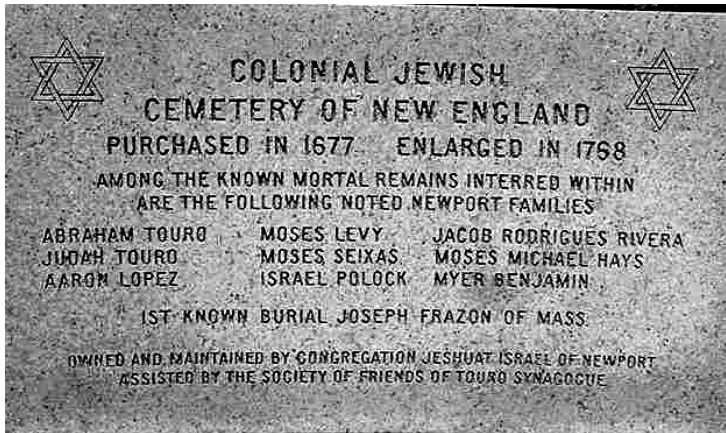 COLONIAL JEWISH
CEMETERY OF NEW ENGLAND
PURCHASED IN 1677 ENLARGED IN 1768
AMONG THE KNOWN MORTAL REMAINS INTERRED WITHIN
ARE THE FOLLOWING NOTED NEWPORT FAMILIES
ABRAHAM TOURO MOSES LEVY JACOB RODRIGUES RIVERA
JUDAH TOURO MOSES SEIXAS MOSES MICHAEL HAYS
AARON LOPEZ ISRAEL POLOCK MYER BENJAMIN
1ST KNOWN BURIAL JOSEPH FRAZON OF MASS.
OWNED AND MAINTAINED BY CONGREGATION JESHUAT ISRAEL OF NEWPORT
ASSISTED BY THE SOCIETY OF FRIENDS OF TOURO SYNAGOGUE